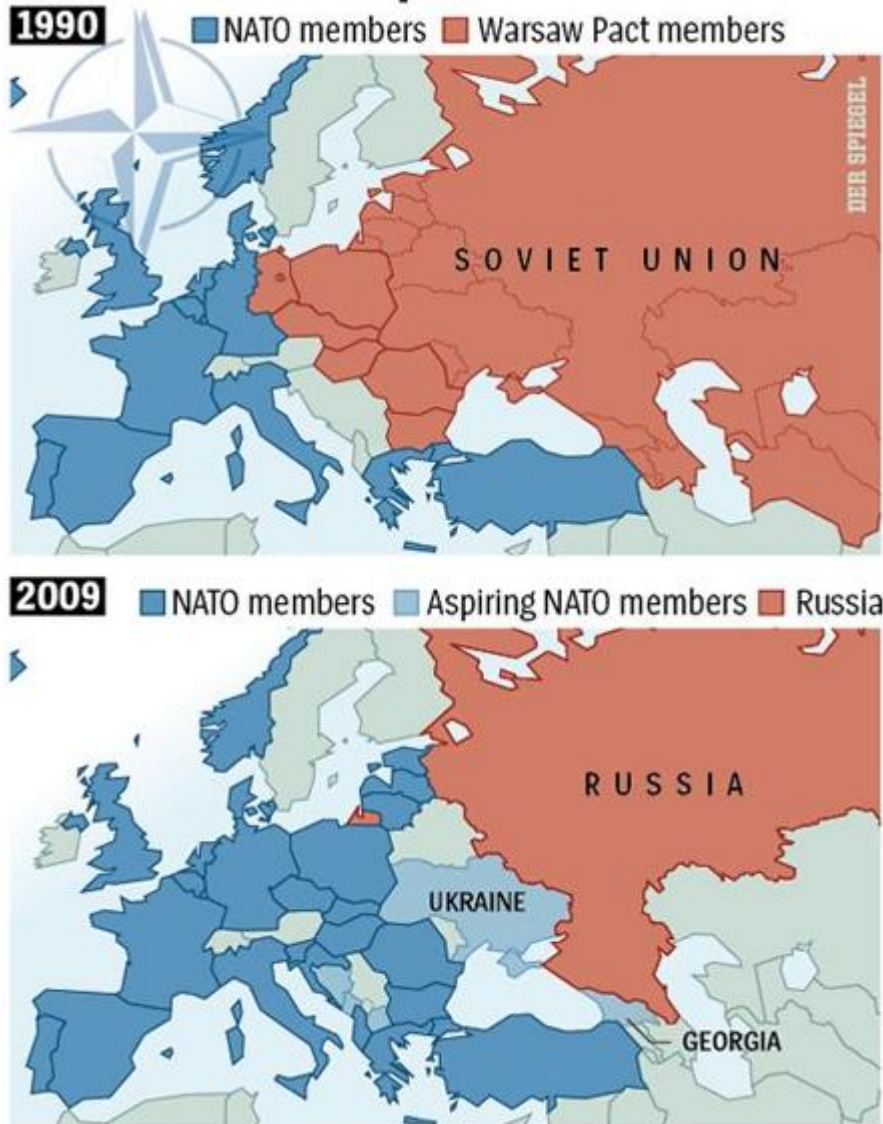 1990
NATO members Warsaw Pact members
DER SPIEGEL
SOVIET UNION
2009
NATO members Aspiring NATO members Russia
RUSSIA
UKRAINE
GEORGIA